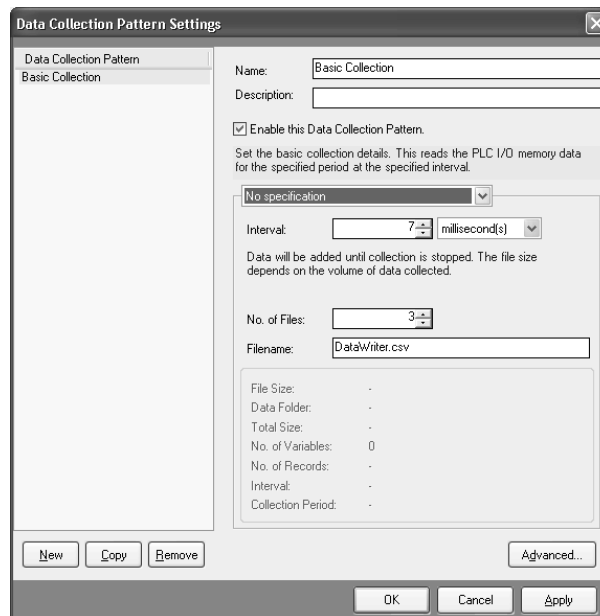 Data Collection Pattern Settings
Data Collection Pattern
Basic Collection
Name: Basic Collection
Description:
Enable this Data Collection Pattern.
Set the basic collection details. This reads the PLC I/O memory data
for the specified period at the specified interval.
No specification
Interval: 7 millisecond(s)
Data will be added until collection is stopped. The file size
depends on the volume of data collected.
No. of Files: 3
Filename: DataWriter.csv
File Size: -
Data Folder: -
Total Size: -
No. of Variables: 0
No. of Records: -
Interval: -
Collection Period: -
New Copy Remove Advanced...
OK Cancel Apply